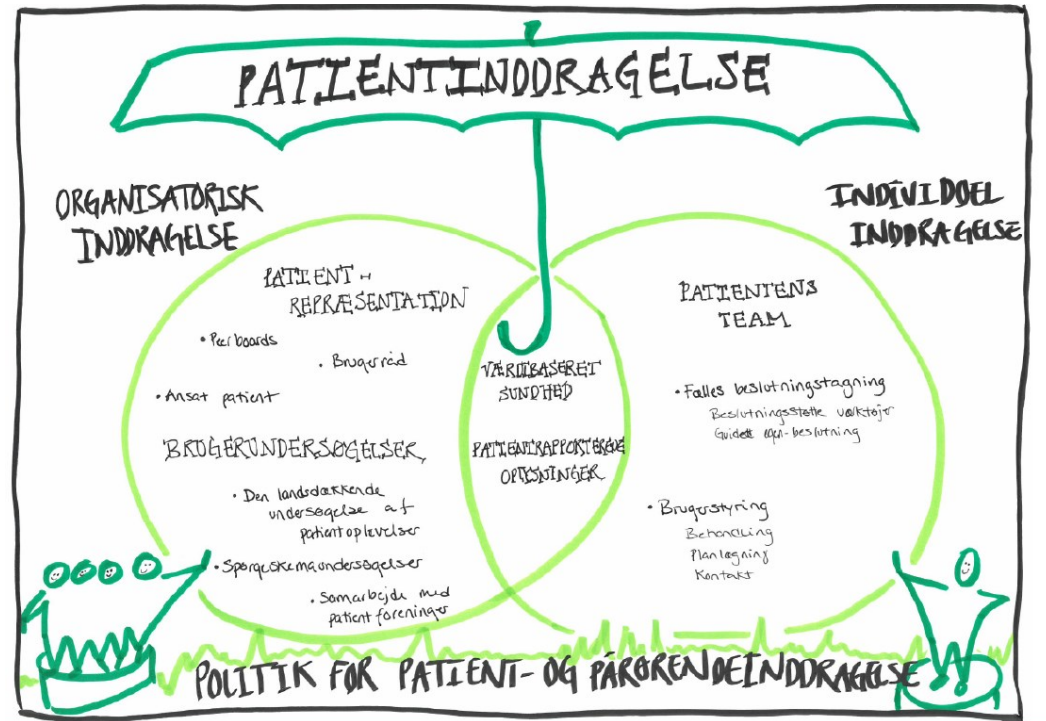 PATIENTINDDRAGELSE
ORGANISATORISK
INDDRAGELSE
INDIVIDUEL
INDDRAGELSE
PATIENT-
REPRÆSENTATION
• Peer boards
• Brugerråd
• Ansat patient
BRUGERUNDERSØGELSER
• Den landsdækkende
undersøgelse af
patientoplevelser
• Spørgeskemaundersøgelser
• Samarbejde med
patientforeninger
VÆRDIBASERET
SUNDHED
PATIENTRAPPORTEREDE
OPLYSNINGER
PATIENTENS
TEAM
• Fælles beslutningstagning
Beslutningsstøtte værktøjer
Guidet egen-beslutning
• Brugerstyring
Behandling
Planlægning
Kontakt
POLITIK FOR PATIENT- OG PÅRØRENDEINDDRAGELSE